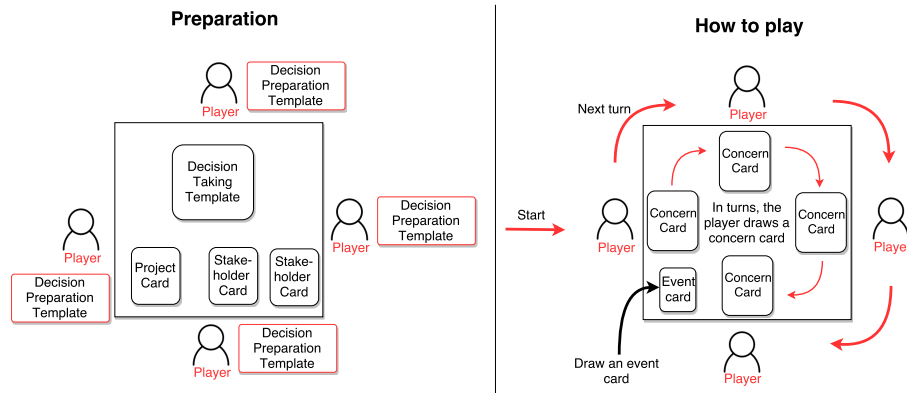 Preparation
Decision
Preparation
Template
Player
Decision
Taking
Template
Decision
Preparation
Template
Player
Player
Decision
Preparation
Template
Project
Card
Stake-
holder
Card
Stake-
holder
Card
Decision
Preparation
Template
Player
How to play
Next turn
Player
Concern
Card
Start
Player
Concern
Card
In turns, the
player draws a
concern card
Concern
Card
Playe
Event
card
Concern
Card
Draw an event
card
Player